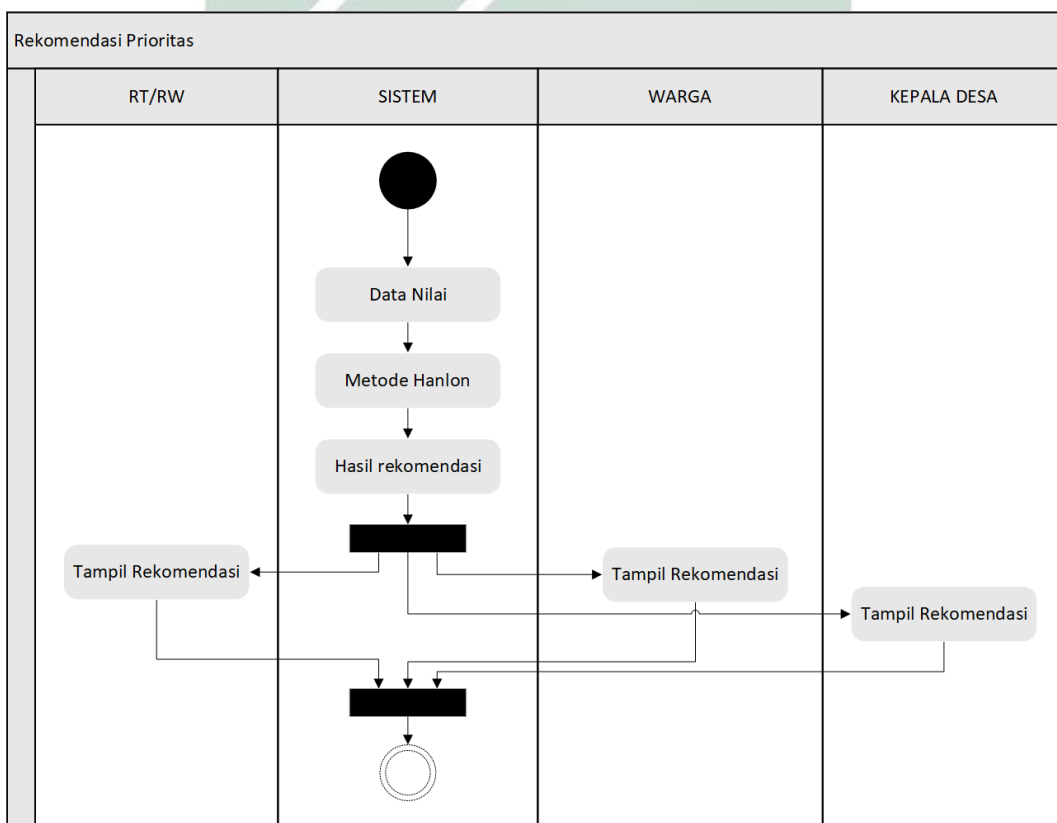 Rekomendasi Prioritas
RT/RW
SISTEM
WARGA
KEPALA DESA
Data Nilai
Metode Hanlon
Hasil rekomendasi
Tampil Rekomendasi
Tampil Rekomendasi
Tampil Rekomendasi